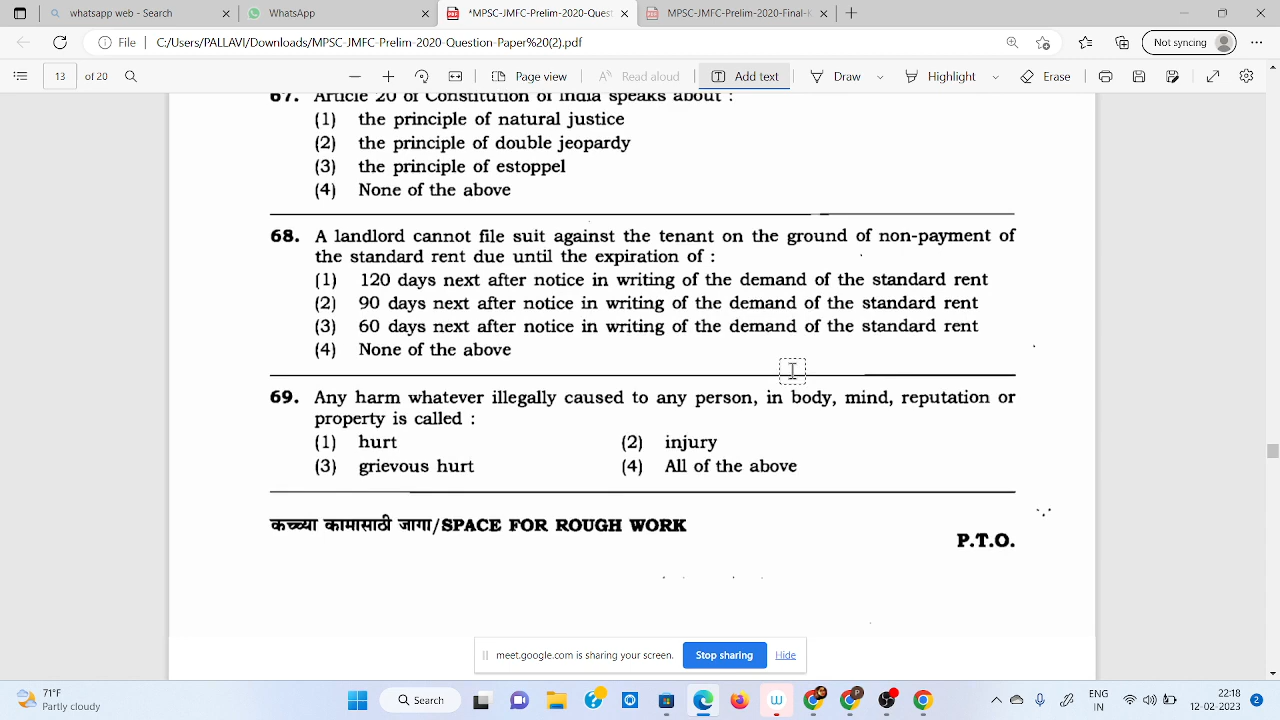 whatsapp web - Search
WhatsApp
*MPSC-JMFC-Prelim-2020-Questi
MPSC-JMFC-Prelim-2020-Final-A
File
C:/Users/PALLAVI/Downloads/MPSC JMFC%20Question%20Paper%20(2).pdf
Not syncing
13 of 20
Page view
Read aloud
Add text
Draw
Highlight
Erase
67. Article 20 of Constitution of India speaks about :
(1) the principle of natural justice
(2) the principle of double jeopardy
(3) the principle of estoppel
(4) None of the above
68. A landlord cannot file suit against the tenant on the ground of non-payment of
the standard rent due until the expiration of :
(1) 120 days next after notice in writing of the demand of the standard rent
(2) 90 days next after notice in writing of the demand of the standard rent
(3) 60 days next after notice in writing of the demand of the standard rent
(4) None of the above
69. Any harm whatever illegally caused to any person, in body, mind, reputation or
property is called :
(1) hurt (2) injury
(3) grievous hurt (4) All of the above
कच्च्या कामासाठी जागा/SPACE FOR ROUGH WORK
P.T.O.
meet.google.com is sharing your screen. Stop sharing Hide
71°F
Partly cloudy
Search
ENG
IN
12:18
12-02-2023
2